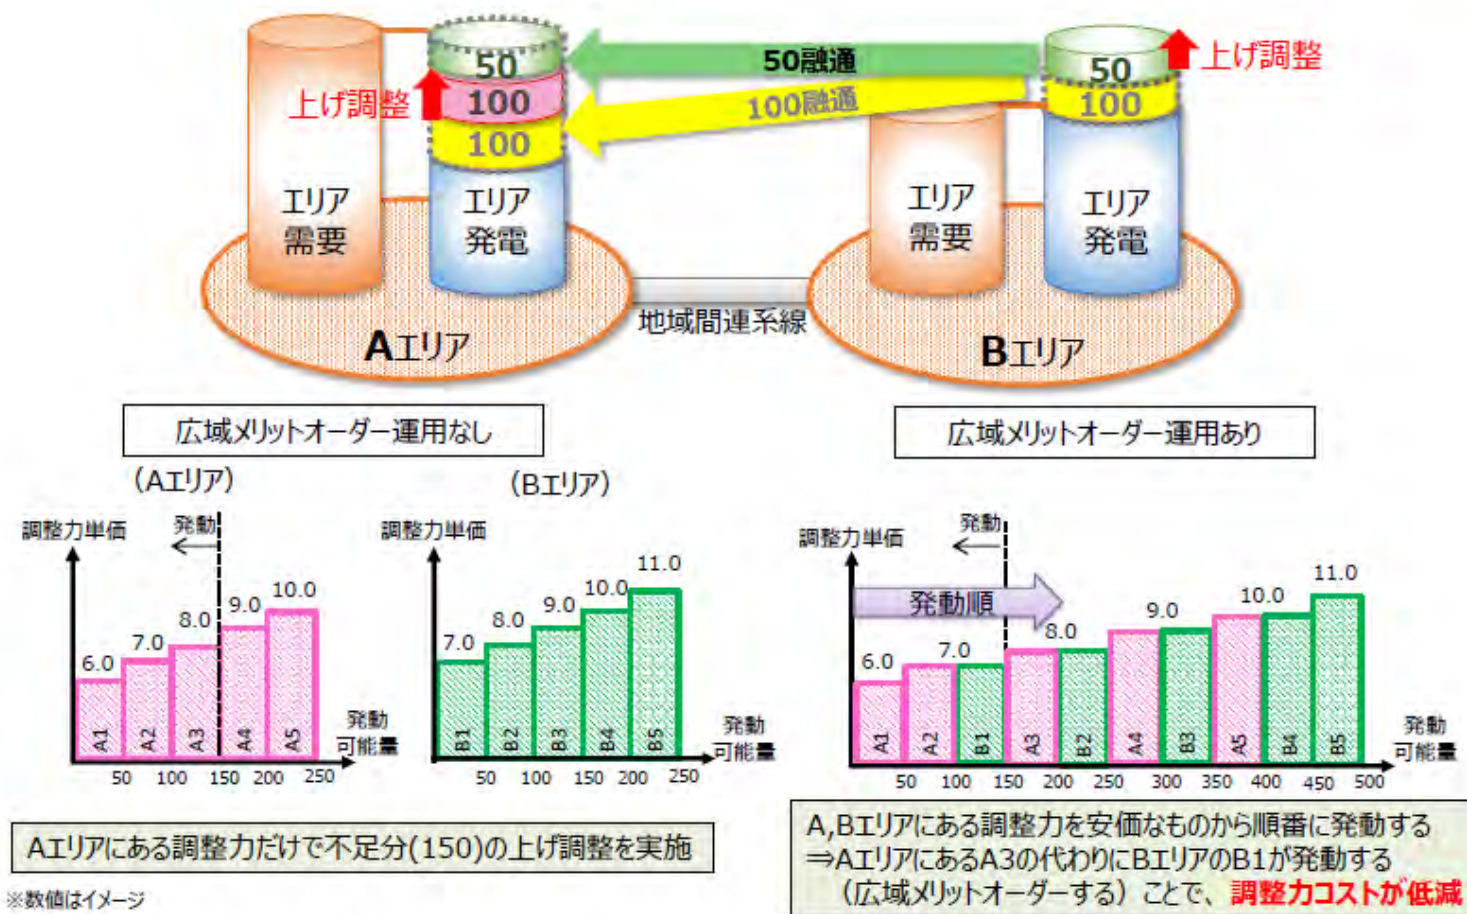 50
50融通
50
上げ調整
上げ調整
100
100融通
100
100
エリア
需要
エリア
発電
エリア
需要
エリア
発電
Aエリア
地域間連系線
Bエリア
広域メリットオーダー運用なし
広域メリットオーダー運用あり
(Aエリア)
(Bエリア)
調整力単価
発動
6.0
7.0
8.0
9.0
10.0
A1
A2
A3
A4
A5
50
100
150
200
250
発動
可能量
調整力単価
7.0
8.0
9.0
10.0
11.0
B1
B2
B3
B4
B5
50
100
150
200
250
発動
可能量
調整力単価
発動
発動順
6.0
7.0
8.0
9.0
10.0
11.0
A1
A2
B1
A3
B2
A4
B3
A5
B4
B5
50
100
150
200
250
300
350
400
450
500
発動
可能量
Aエリアにある調整力だけで不足分(150)の上げ調整を実施
A,Bエリアにある調整力を安価なものから順番に発動する
⇒AエリアにあるA3の代わりにBエリアのB1が発動する
(広域メリットオーダーする)ことで、調整力コストが低減
※数値はイメージ